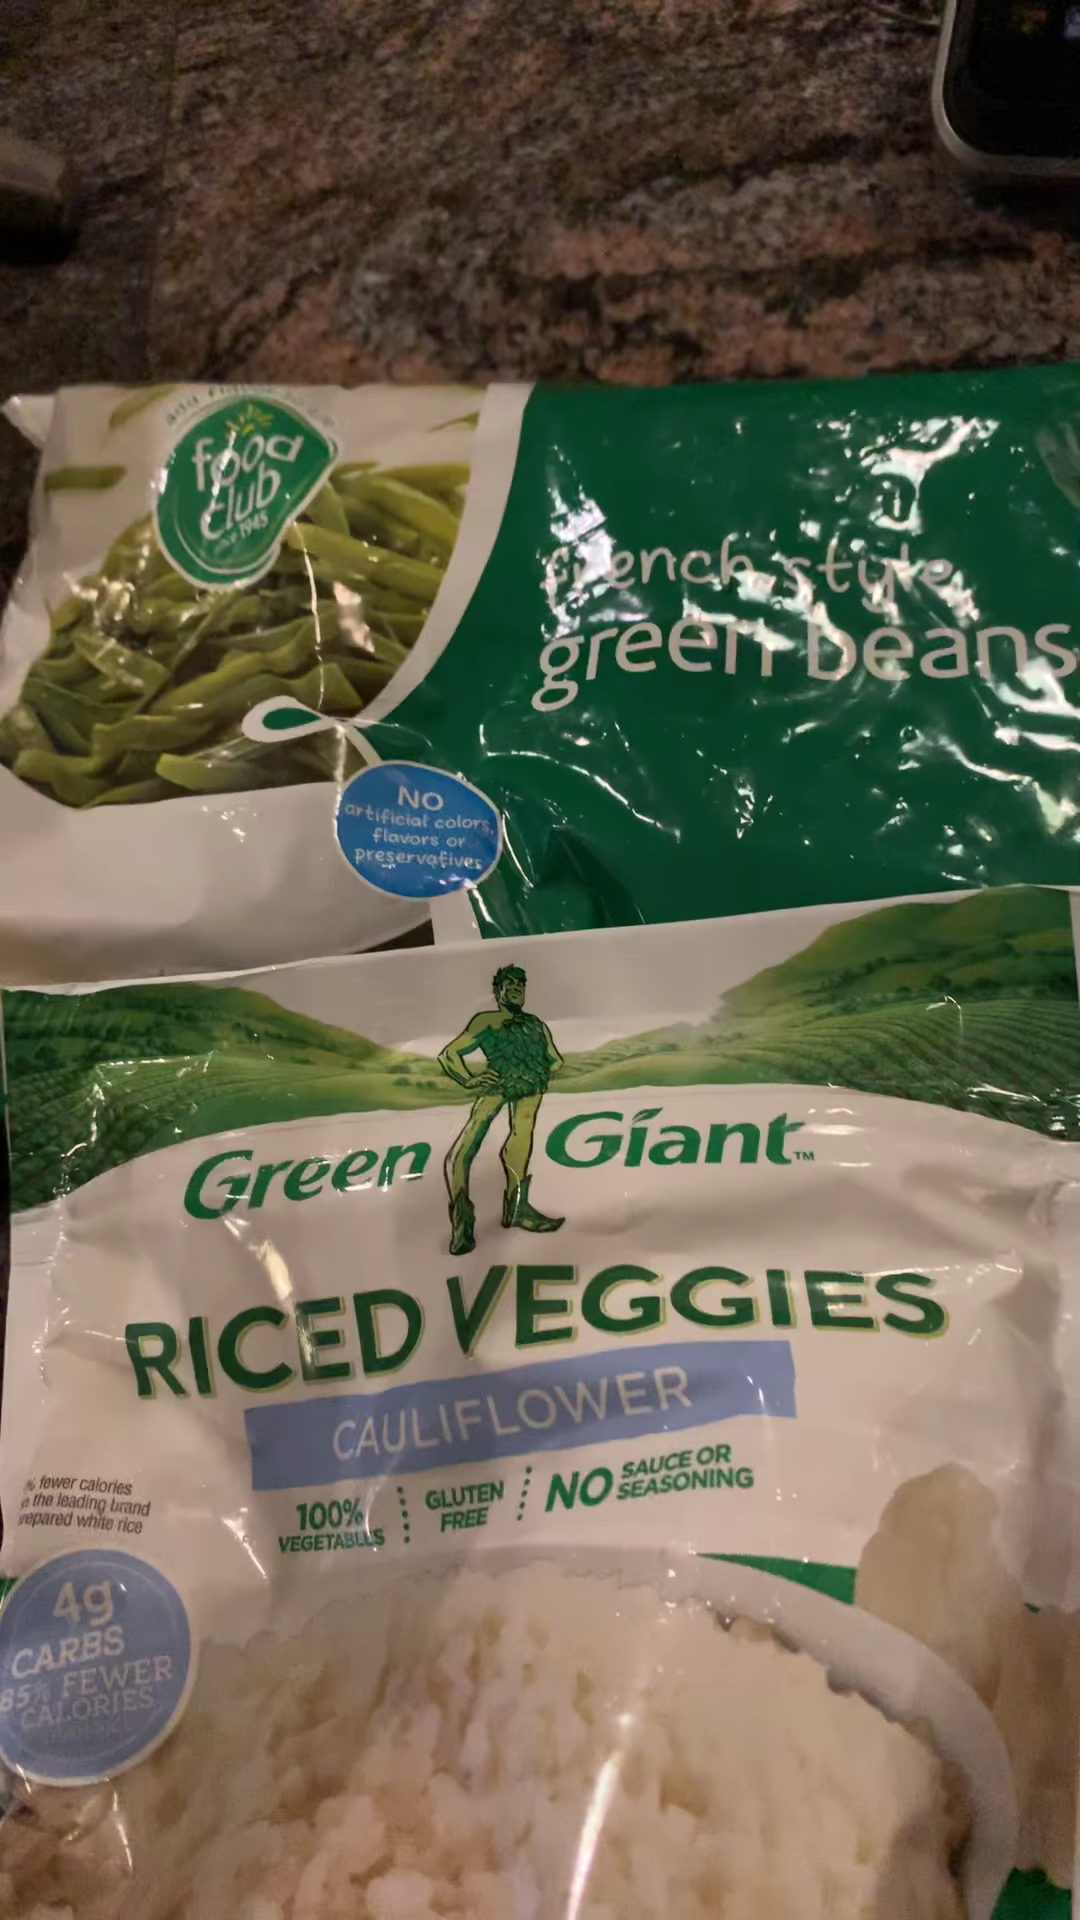 food
club
since 1945
french style
green beans
NO
artificial colors,
flavors or
preservatives
Green Giant™
RICED VEGGIES
CAULIFLOWER
100%
VEGETABLES
GLUTEN
FREE
NO SAUCE OR
SEASONING
% fewer calories
the leading brand
prepared white rice
4g
CARBS
85% FEWER
CALORIES